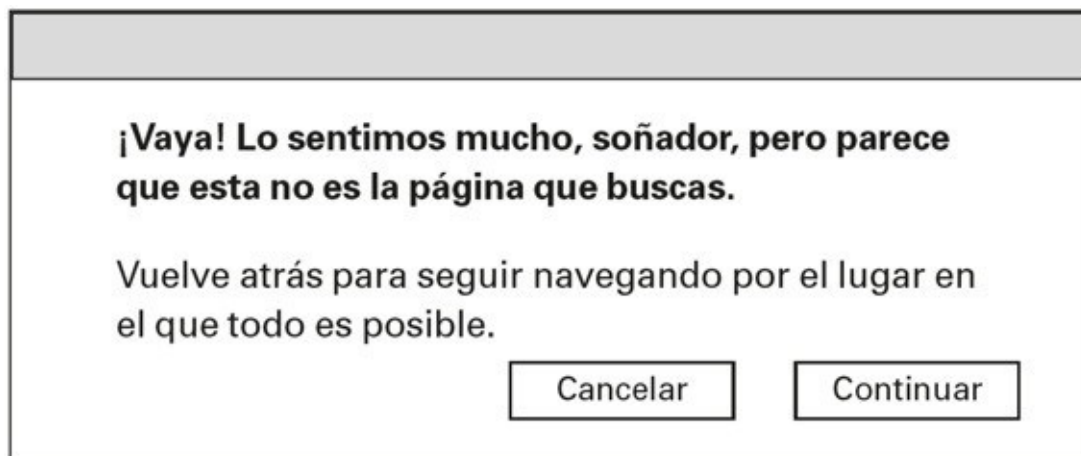 ¡Vaya! Lo sentimos mucho, soñador, pero parece
que esta no es la página que buscas.
Vuelve atrás para seguir navegando por el lugar en
el que todo es posible.
Cancelar Continuar